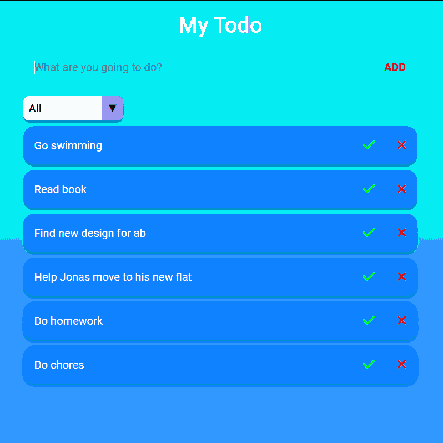 My Todo
What are you going to do?
ADD
All
Go swimming
Read book
Find new design for ab
Help Jonas move to his new flat
Do homework
Do chores